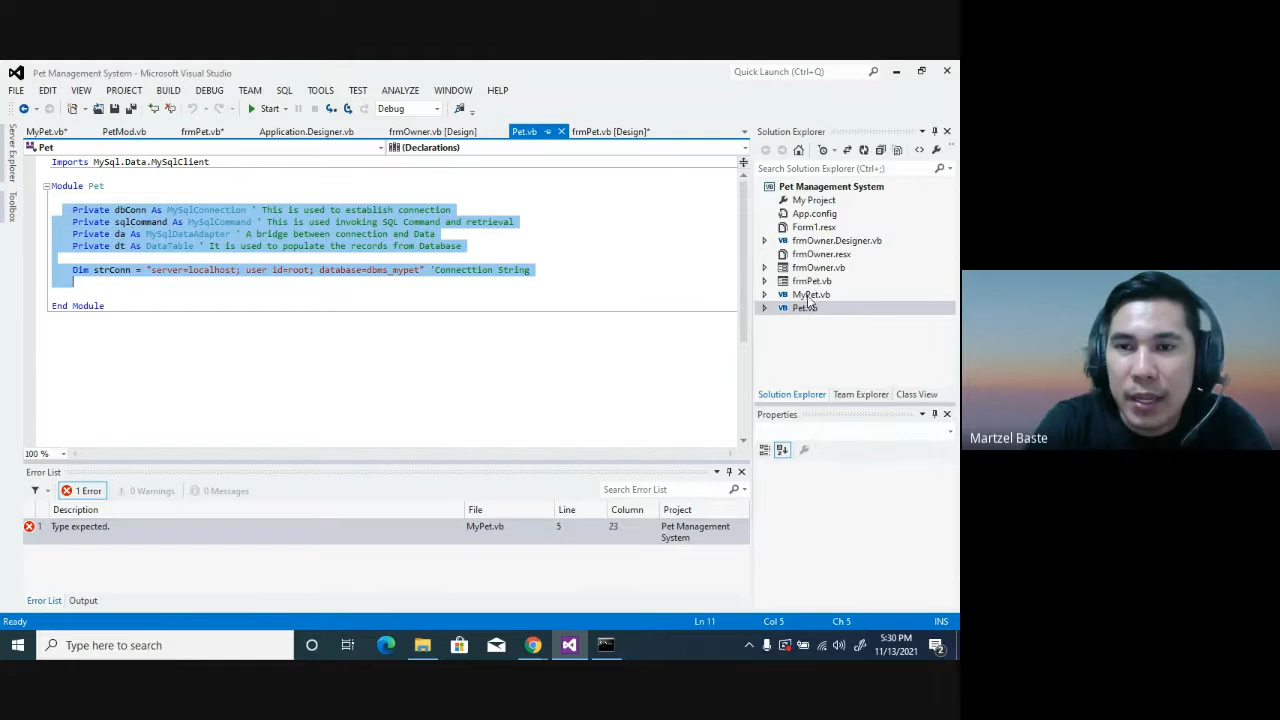 Pet Management System - Microsoft Visual Studio
Quick Launch (Ctrl+Q)
FILE EDIT VIEW PROJECT BUILD DEBUG TEAM SQL TOOLS TEST ANALYZE WINDOW HELP
Start
Debug
MyPet.vb* PetMod.vb frmPet.vb* Application.Designer.vb frmOwner.vb [Design] Pet.vb frmPet.vb [Design]*
Pet
(Declarations)
Server Explorer
Toolbox
Imports MySql.Data.MySqlClient
Module Pet
Private dbConn As MySqlConnection ' This is used to establish connection
Private sqlCommand As MySqlCommand ' This is used invoking SQL Command and retrieval
Private da As MySqlDataAdapter ' A bridge between connection and Data
Private dt As DataTable ' It is used to populate the records from Database
Dim strConn = "server=localhost; user id=root; database=dbms_mypet" 'Connecttion String
End Module
100 %
Solution Explorer
Search Solution Explorer (Ctrl+;)
Pet Management System
My Project
App.config
Form1.resx
frmOwner.Designer.vb
frmOwner.resx
frmOwner.vb
frmPet.vb
MyPet.vb
Pet.vb
Solution Explorer Team Explorer Class View
Properties
Error List
1 Error
0 Warnings
0 Messages
Search Error List
Description File Line Column Project
1 Type expected. MyPet.vb 5 23 Pet Management
System
Error List Output
Ready
Ln 11
Col 5
Ch 5
INS
Type here to search
5:30 PM
11/13/2021
2
Martzel Baste